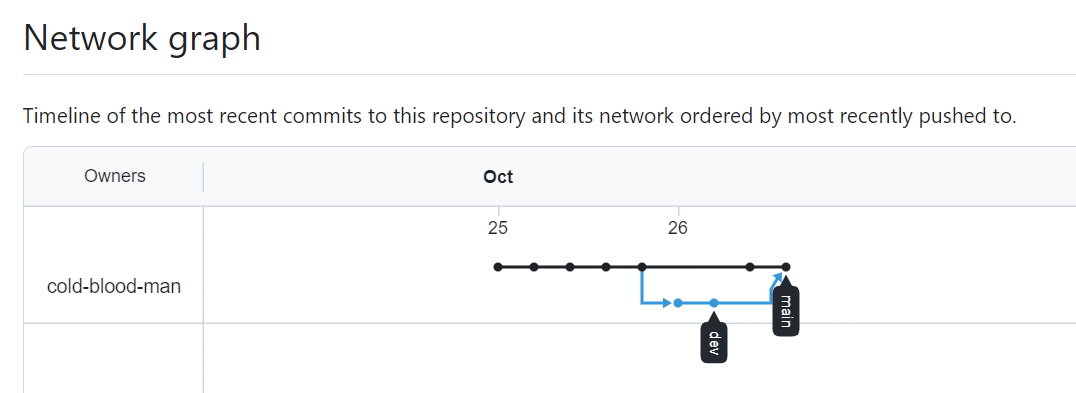 Network graph
Timeline of the most recent commits to this repository and its network ordered by most recently pushed to.
Owners
Oct
25
26
cold-blood-man
main
dev